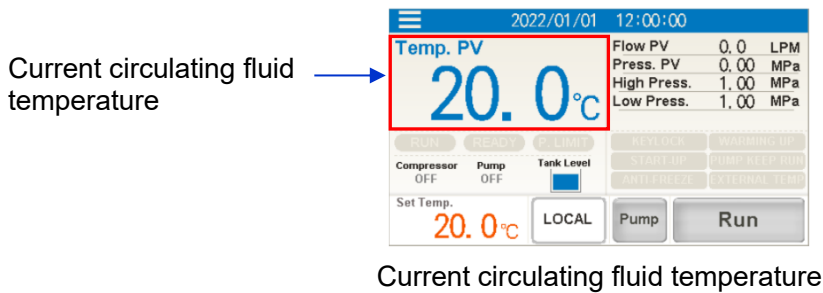 Current circulating fluid
temperature
2022/01/01 12:00:00
Temp. PV
20.0℃
Flow PV 0.0 LPM
Press. PV 0.00 MPa
High Press. 1.00 MPa
Low Press. 1.00 MPa
RUN READY P. LIMIT
KEYLOCK WARMING UP
START UP PUMP KEEP RUN
ANTI FREEZE EXTERNAL TEMP
Compressor Pump Tank Level
OFF OFF
Set Temp.
20.0℃
LOCAL
Pump
Run
Current circulating fluid temperature